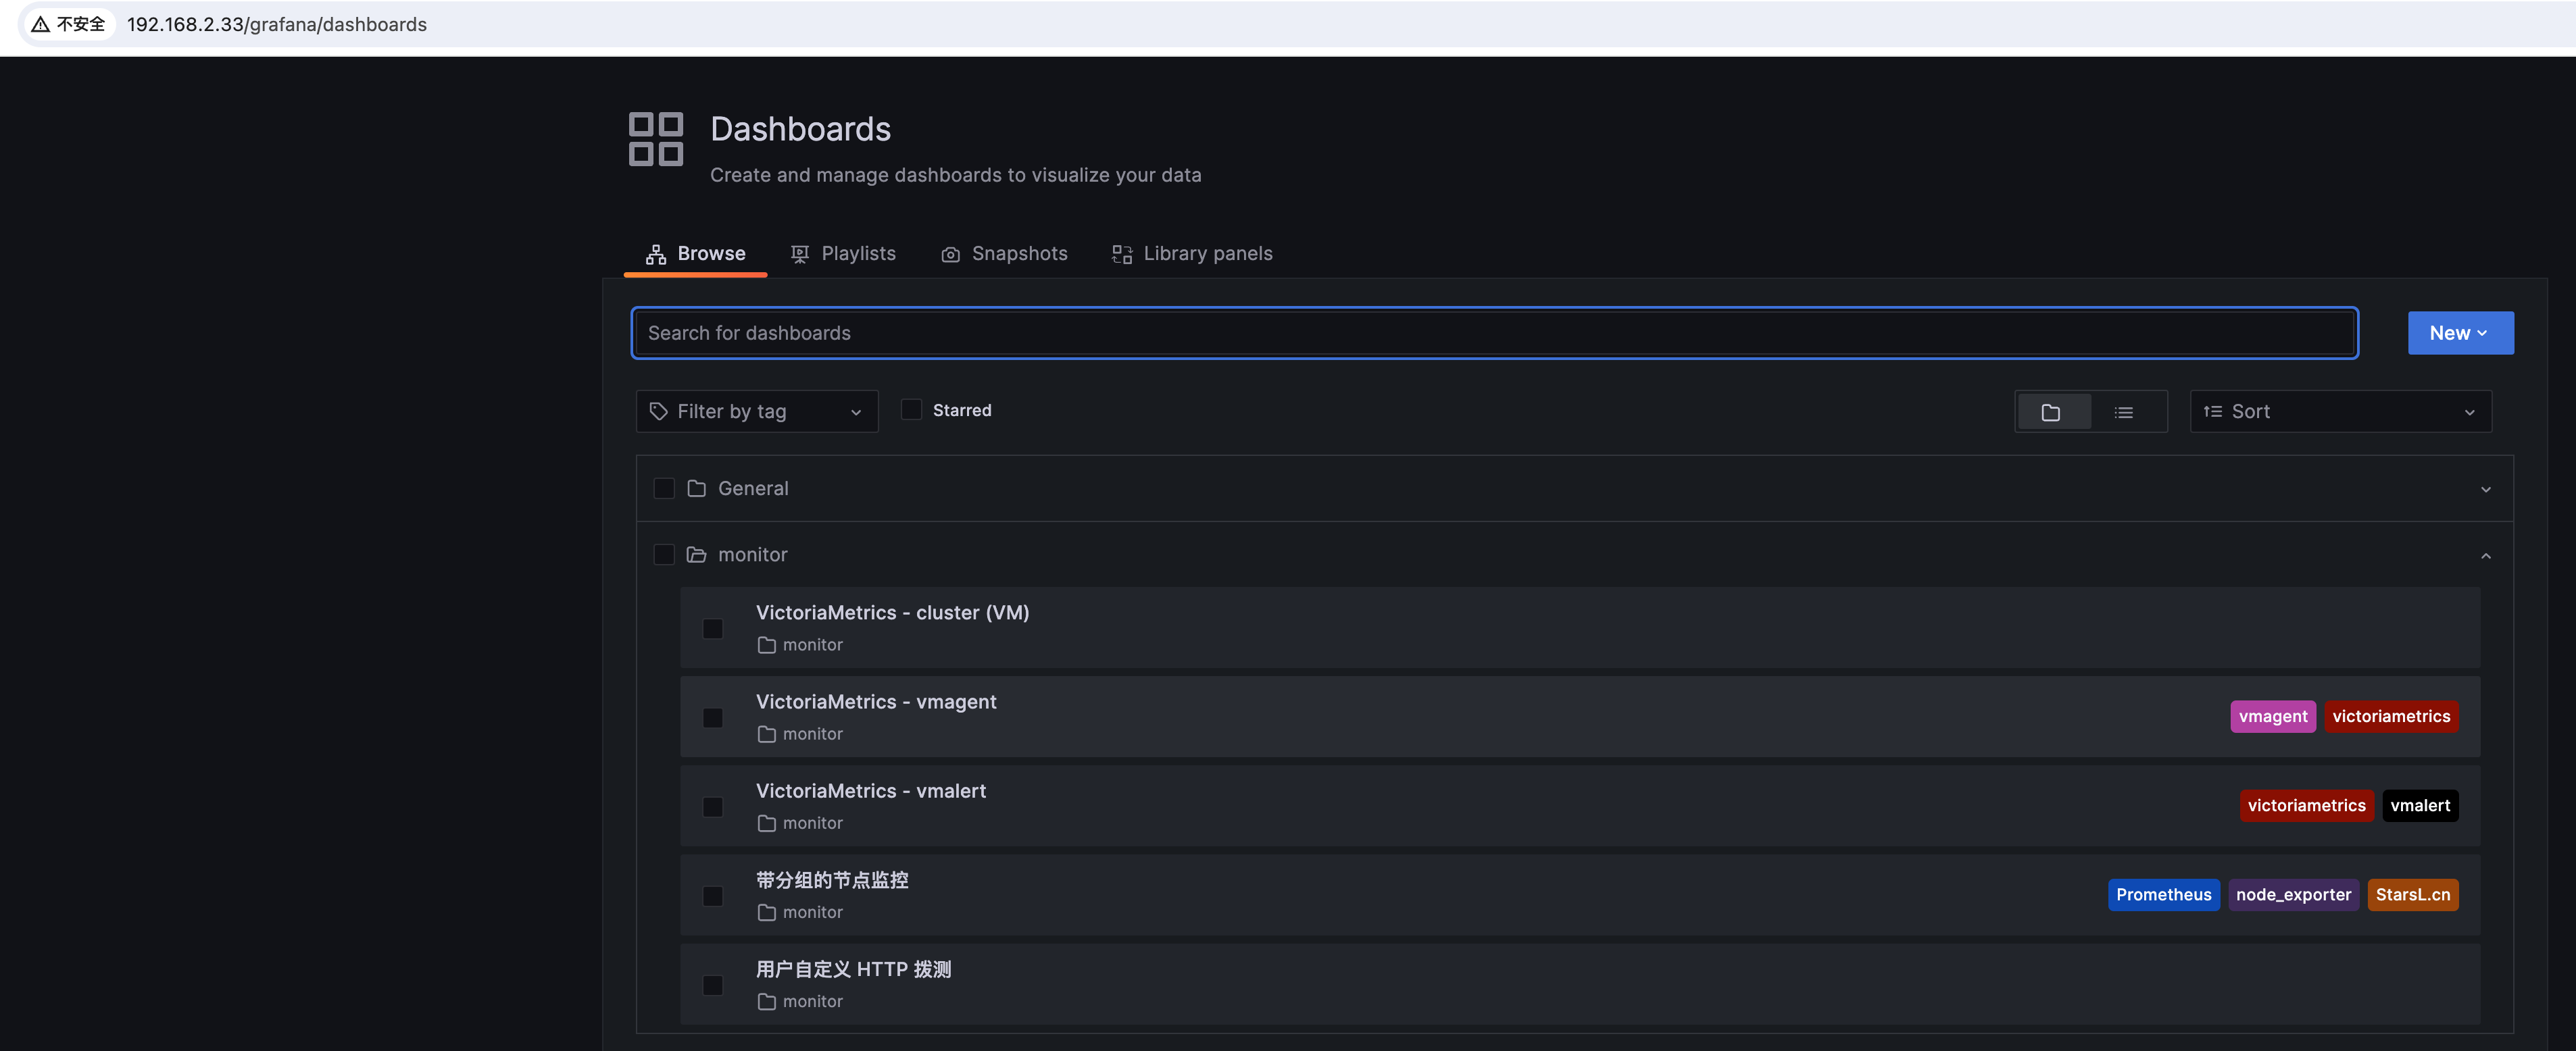 不安全 192.168.2.33/grafana/dashboards
Dashboards
Create and manage dashboards to visualize your data
Browse Playlists Snapshots Library panels
Search for dashboards New
Filter by tag Starred Sort
General
monitor
VictoriaMetrics - cluster (VM)
monitor
VictoriaMetrics - vmagent
monitor
vmagent victoriametrics
VictoriaMetrics - vmalert
monitor
victoriametrics vmalert
带分组的节点监控
monitor
Prometheus node_exporter StarsL.cn
用户自定义 HTTP 拨测
monitor